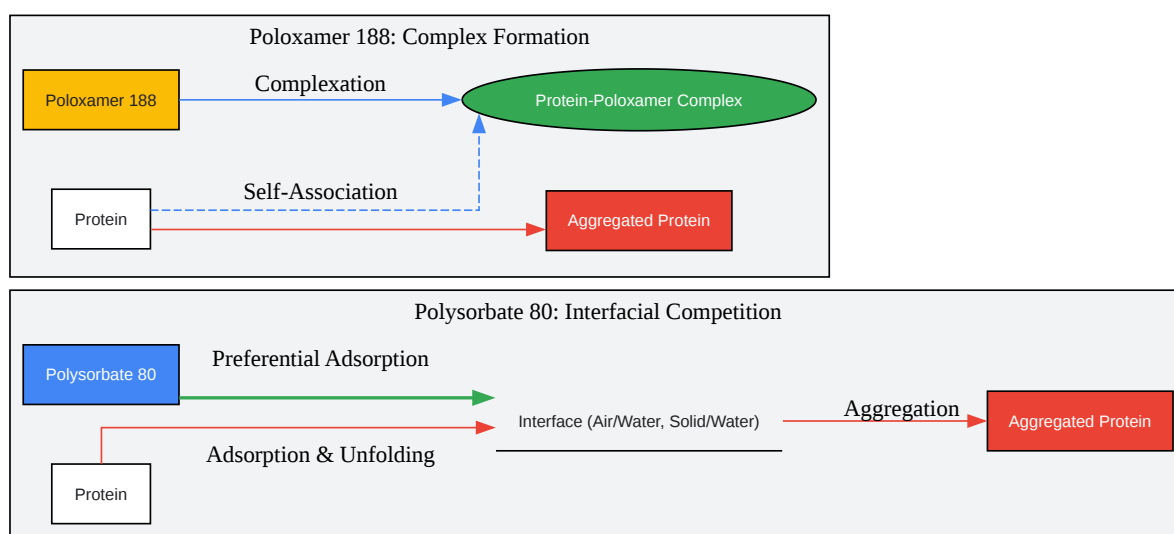 Poloxamer 188: Complex Formation
Poloxamer 188
Complexation
Protein-Poloxamer Complex
Protein
Self-Association
Aggregated Protein
Polysorbate 80: Interfacial Competition
Polysorbate 80
Preferential Adsorption
Interface (Air/Water, Solid/Water)
Aggregation
Aggregated Protein
Adsorption & Unfolding
Protein